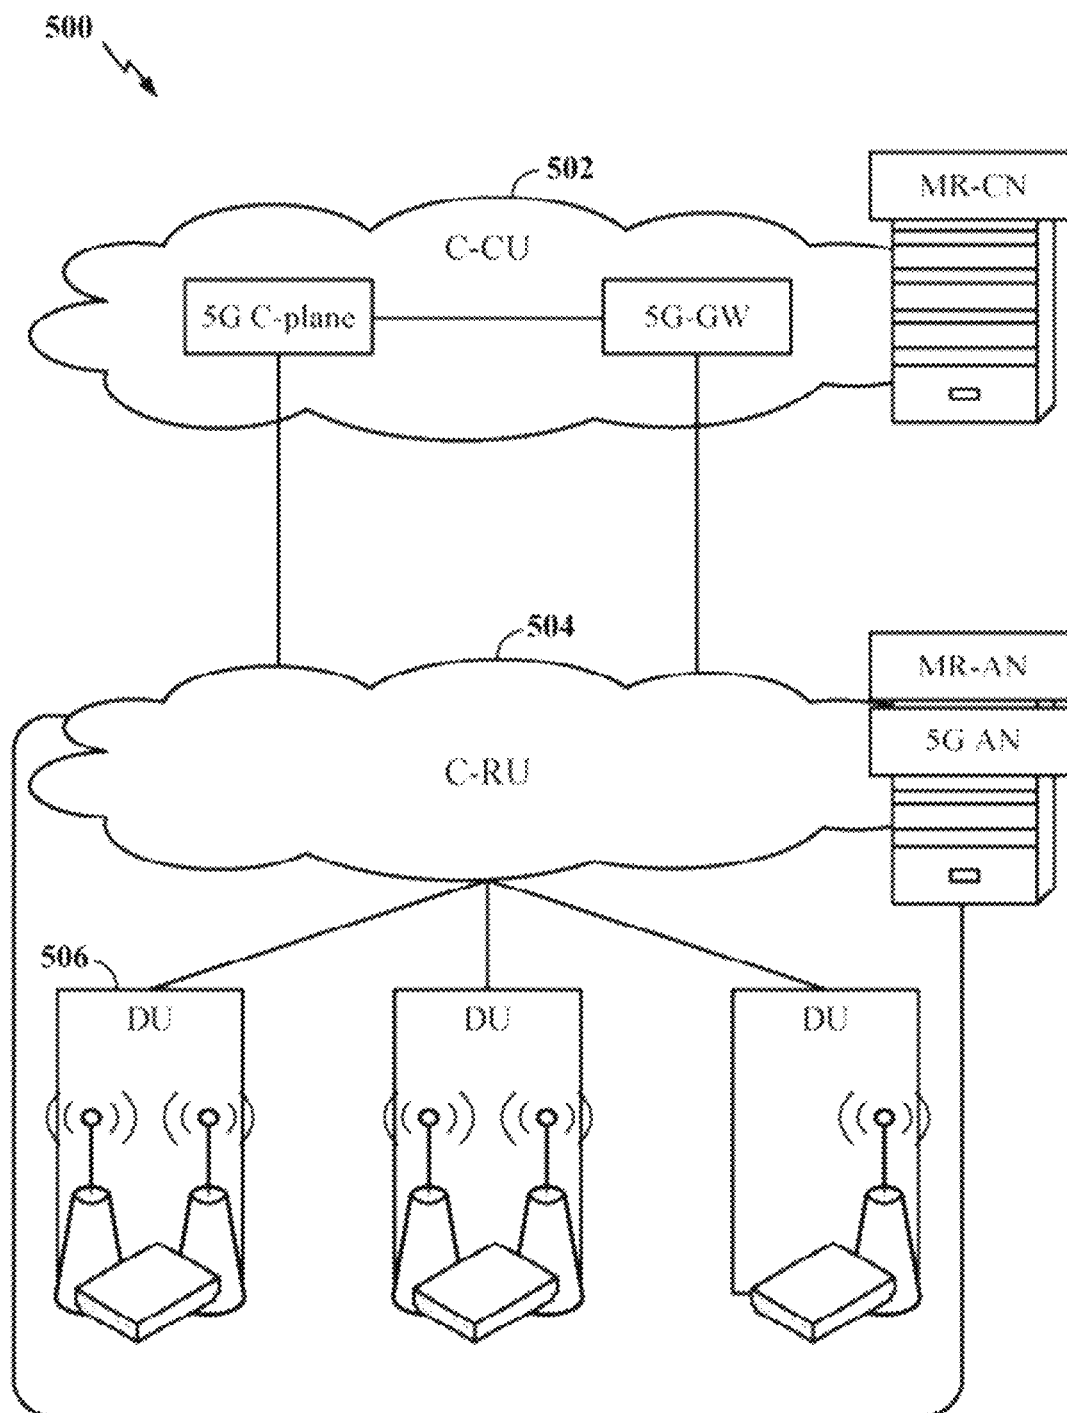 500
502
MR-CN
C-CU
5G C-plane
5G-GW
504
MR-AN
5G AN
C-RU
506
DU
DU
DU